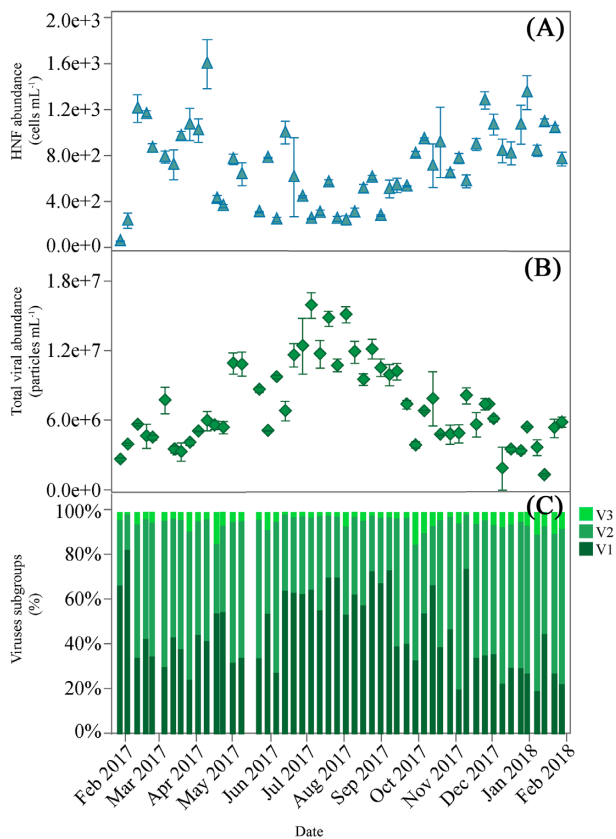 (A)
HNF abundance
(cells mL-1)
2.0e+3
1.6e+3
1.2e+3
8.0e+2
4.0e+2
0.0e+0
(B)
Total viral abundance
(particles mL-1)
1.8e+7
1.2e+7
6.0e+6
0.0e+0
(C)
Viruses subgroups
(%)
100%
80%
60%
40%
20%
0%
V3
V2
V1
Feb 2017
Mar 2017
Apr 2017
May 2017
Jun 2017
Jul 2017
Aug 2017
Sep 2017
Oct 2017
Nov 2017
Dec 2017
Jan 2018
Feb 2018
Date